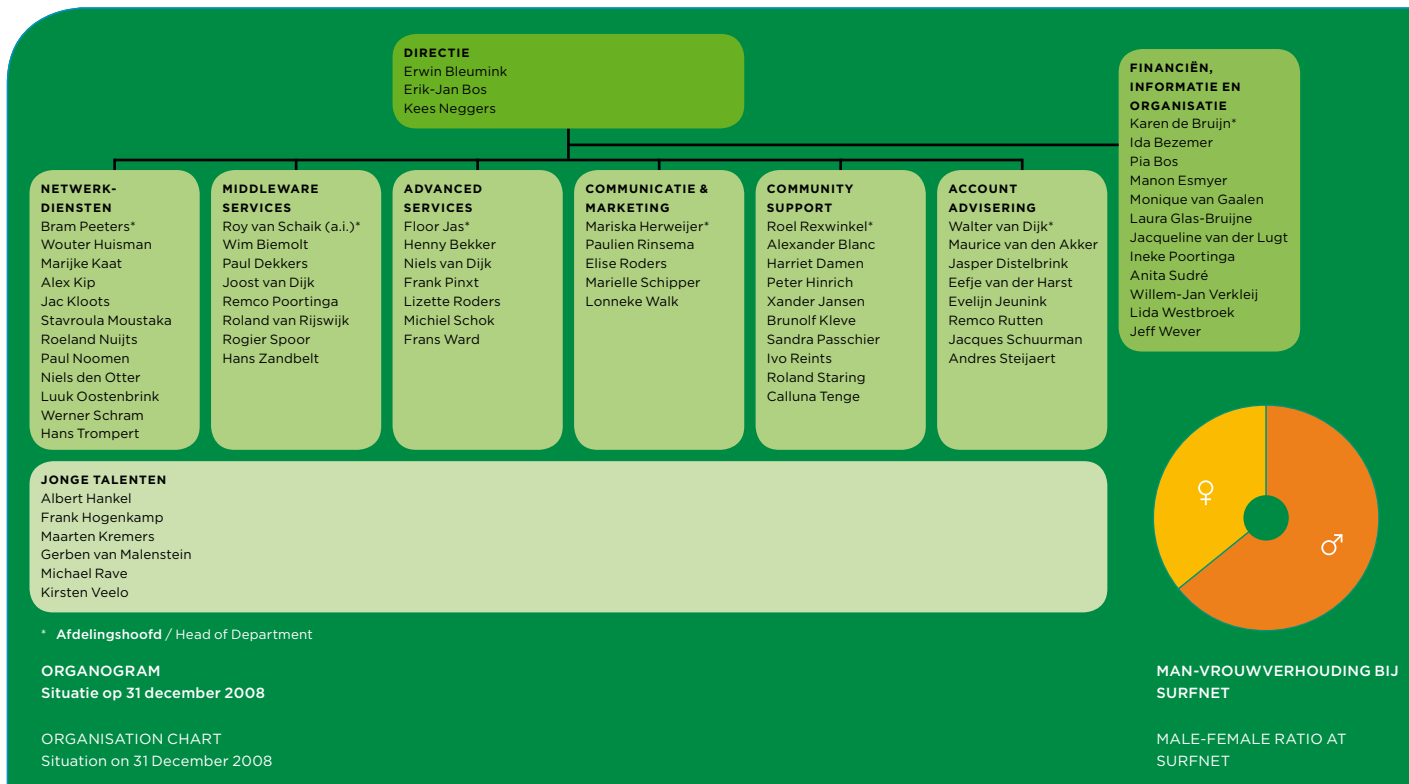 DIRECTIE
Erwin Bleumink
Erik-Jan Bos
Kees Neggers
FINANCIËN,
INFORMATIE EN
ORGANISATIE
Karen de Bruijn*
Ida Bezemer
Pia Bos
Manon Esmyer
Monique van Gaalen
Laura Glas-Bruijne
Jacqueline van der Lugt
Ineke Poortinga
Anita Sudré
Willem-Jan Verkleij
Lida Westbroek
Jeff Wever
NETWERK-
DIENSTEN
Bram Peeters*
Wouter Huisman
Marijke Kaat
Alex Kip
Jac Kloots
Stavroula Moustaka
Roeland Nuijts
Paul Noomen
Niels den Otter
Luuk Oostenbrink
Werner Schram
Hans Trompert
MIDDLEWARE
SERVICES
Roy van Schaik (a.i.)*
Wim Biemolt
Paul Dekkers
Joost van Dijk
Remco Poortinga
Roland van Rijswijk
Rogier Spoor
Hans Zandbelt
ADVANCED
SERVICES
Floor Jas*
Henny Bekker
Niels van Dijk
Frank Pinxt
Lizette Roders
Michiel Schok
Frans Ward
COMMUNICATIE &
MARKETING
Mariska Herweijer*
Paulien Rinsema
Elise Roders
Marielle Schipper
Lonneke Walk
COMMUNITY
SUPPORT
Roel Rexwinkel*
Alexander Blanc
Harriet Damen
Peter Hinrich
Xander Jansen
Brunolf Kleve
Sandra Passchier
Ivo Reints
Roland Staring
Calluna Tenge
ACCOUNT
ADVISERING
Walter van Dijk*
Maurice van den Akker
Jasper Distelbrink
Eefje van der Harst
Evelijn Jeunink
Remco Rutten
Jacques Schuurman
Andres Steijaert
JONGE TALENTEN
Albert Hankel
Frank Hogenkamp
Maarten Kremers
Gerben van Malenstein
Michael Rave
Kirsten Veelo
* Afdelingshoofd / Head of Department
ORGANOGRAM
Situatie op 31 december 2008
ORGANISATION CHART
Situation on 31 December 2008
♀
♂
MAN-VROUWVERHOUDING BIJ
SURFNET
MALE-FEMALE RATIO AT
SURFNET